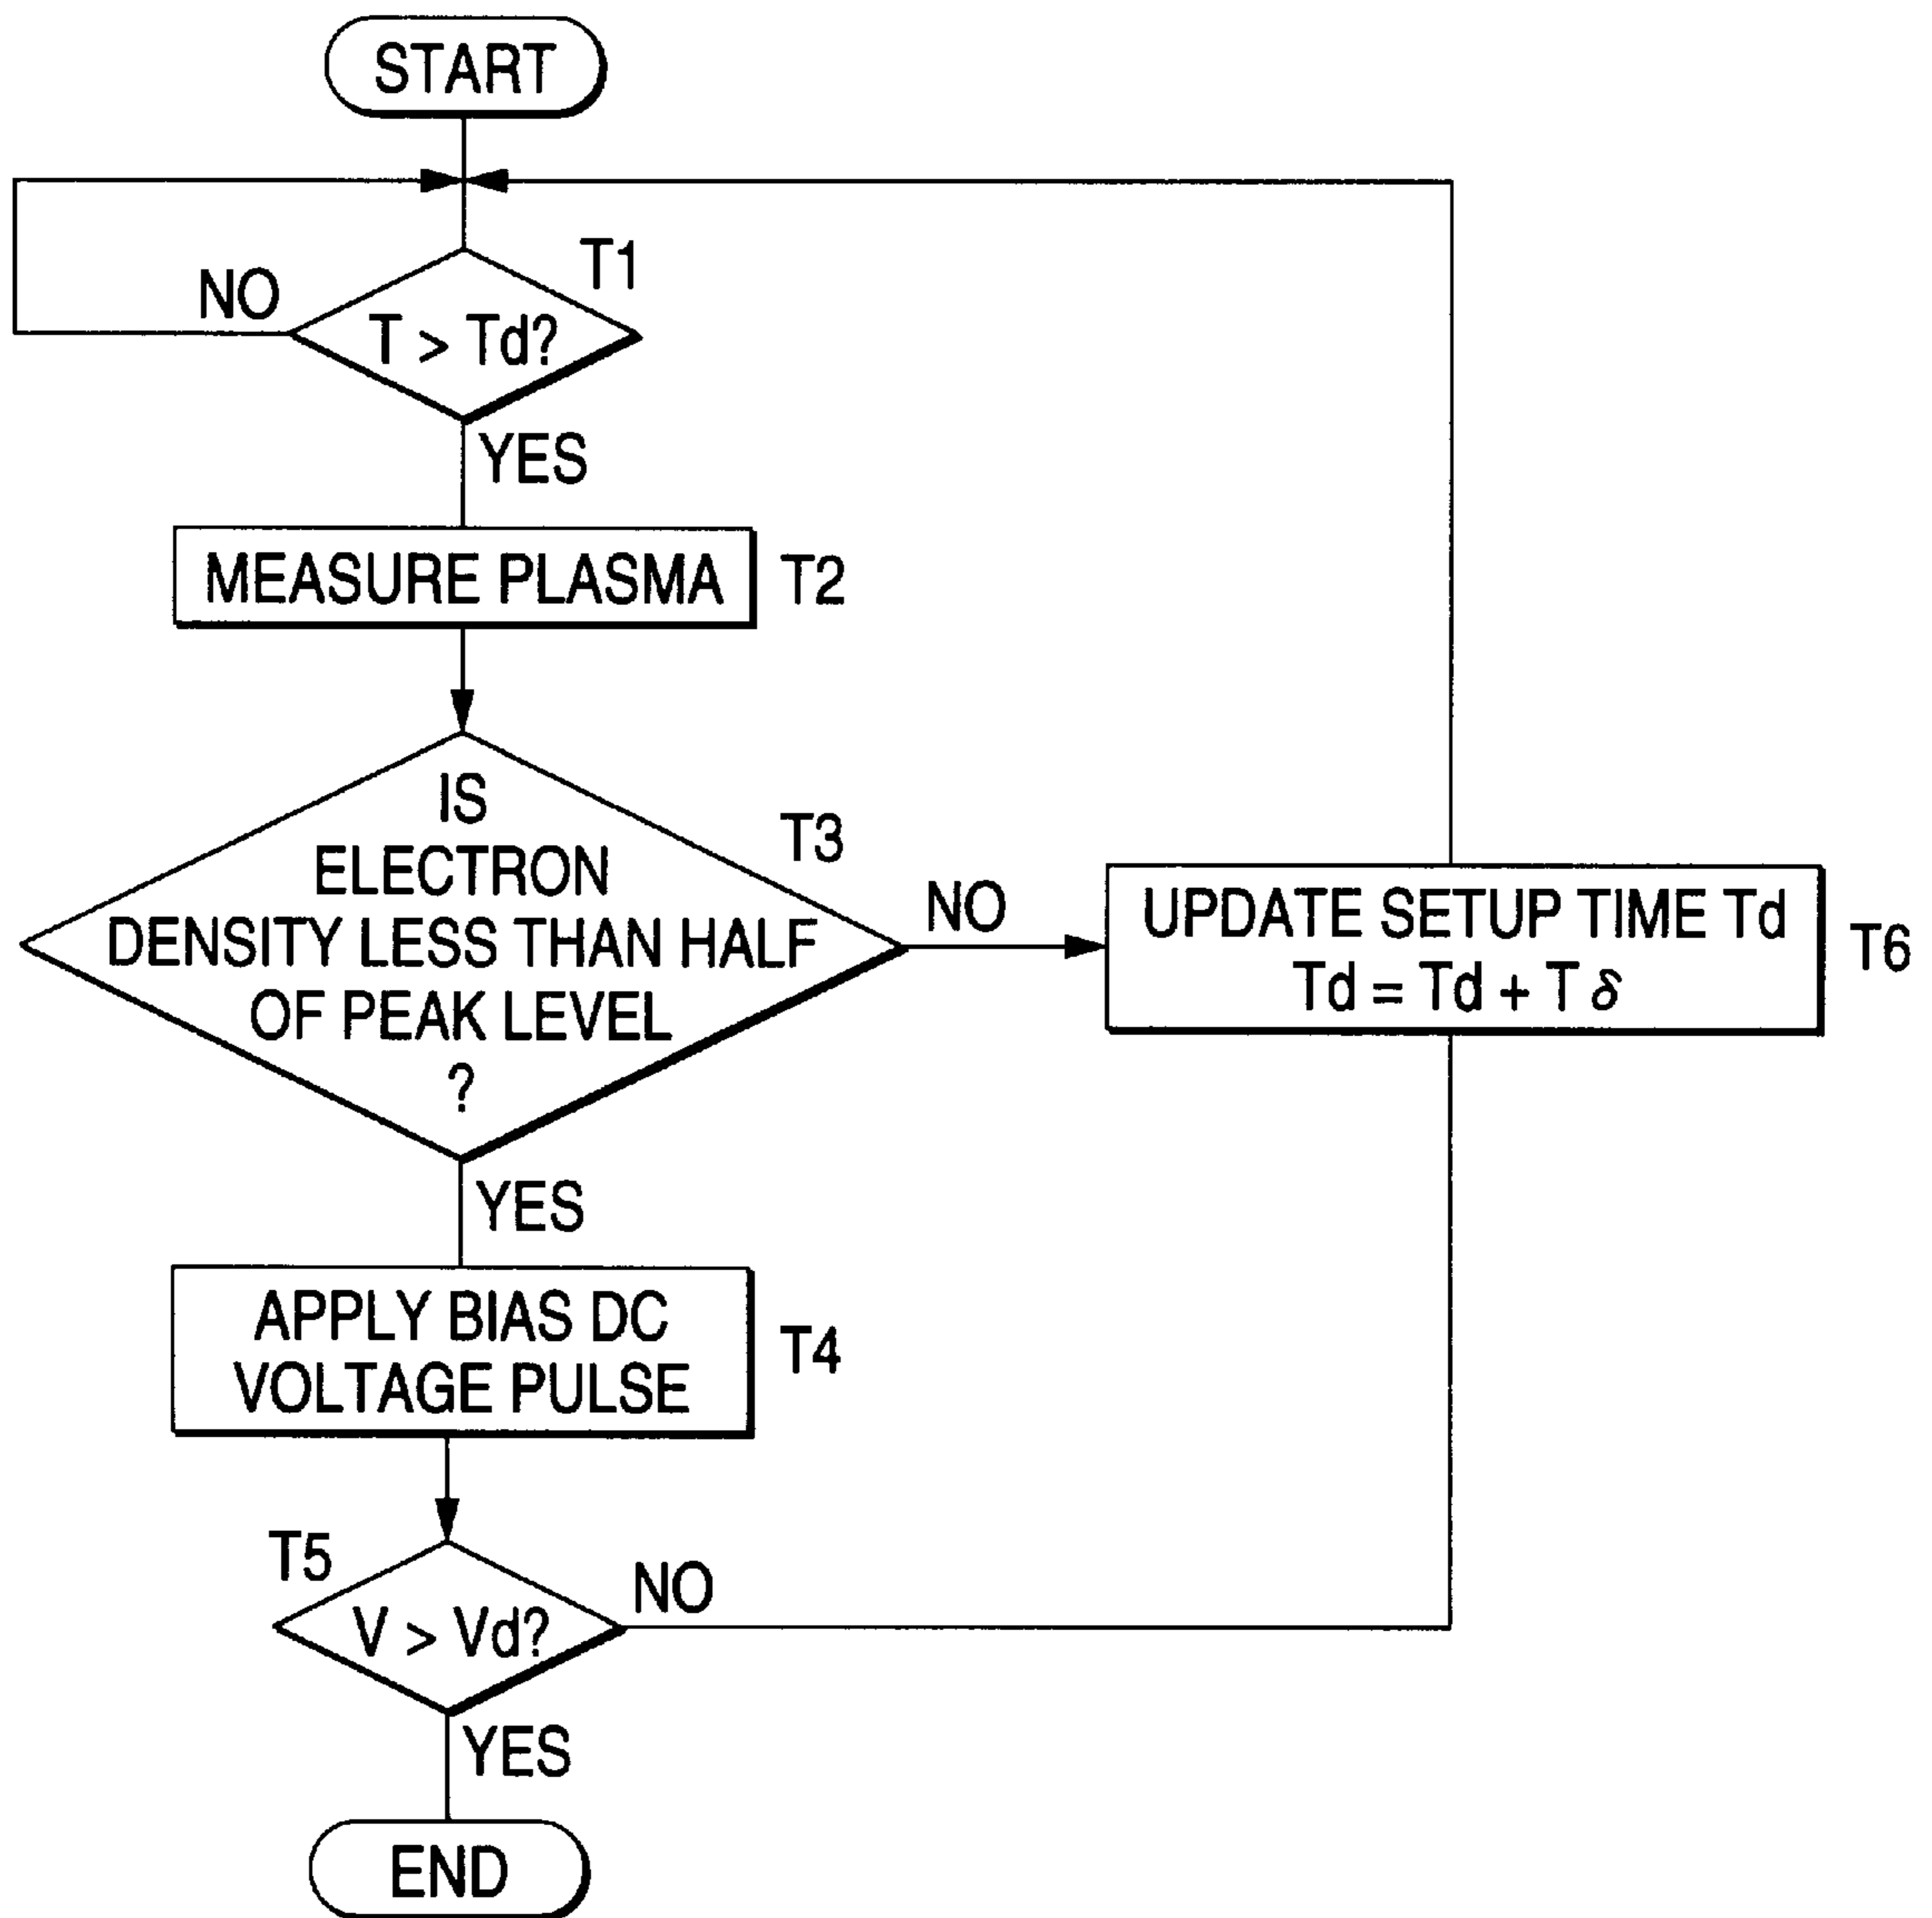 START
T1
NO
T > Td?
YES
MEASURE PLASMA
T2
IS
ELECTRON
DENSITY LESS THAN HALF
OF PEAK LEVEL
?
T3
NO
UPDATE SETUP TIME Td
Td = Td + Tδ
T6
YES
APPLY BIAS DC
VOLTAGE PULSE
T4
T5
V > Vd?
NO
YES
END